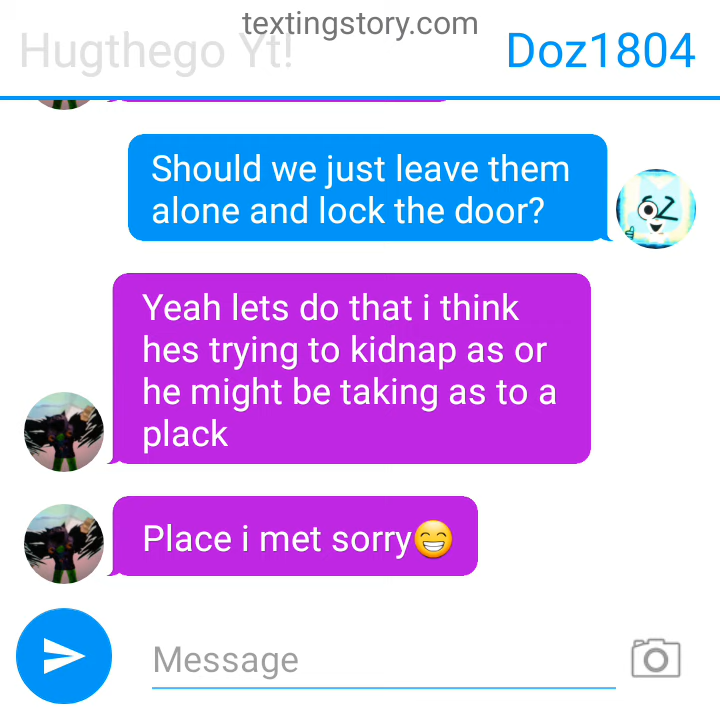 textingstory.com
Hugthego Yt!
Doz1804
Should we just leave them
alone and lock the door?
Yeah lets do that i think
hes trying to kidnap as or
he might be taking as to a
plack
Place i met sorry😁
Message